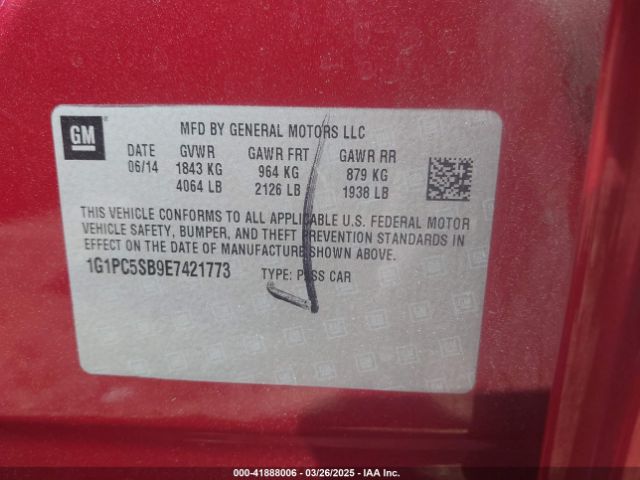 GM
MFD BY GENERAL MOTORS LLC
DATE GVWR GAWR FRT GAWR RR
06/14 1843 KG 964 KG 879 KG
4064 LB 2126 LB 1938 LB
THIS VEHICLE CONFORMS TO ALL APPLICABLE U.S. FEDERAL MOTOR
VEHICLE SAFETY, BUMPER, AND THEFT PREVENTION STANDARDS IN
EFFECT ON THE DATE OF MANUFACTURE SHOWN ABOVE.
1G1PC5SB9E7421773 TYPE: PASS CAR
000-41888006 | 03/26/2025 | IAA Inc.